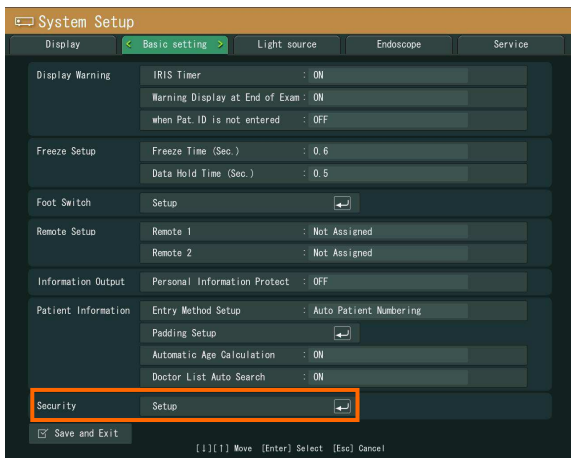 System Setup
Display < Basic setting > Light source Endoscope Service
Display Warning IRIS Timer : ON
Warning Display at End of Exam : ON
when Pat. ID is not entered : OFF
Freeze Setup Freeze Time (Sec.) : 0.6
Data Hold Time (Sec.) : 0.5
Foot Switch Setup
Remote Setup Remote 1 : Not Assigned
Remote 2 : Not Assigned
Information Output Personal Information Protect : OFF
Patient Information Entry Method Setup : Auto Patient Numbering
Padding Setup
Automatic Age Calculation : ON
Doctor List Auto Search : ON
Security Setup
Save and Exit
[↓][↑] Move [Enter] Select [Esc] Cancel